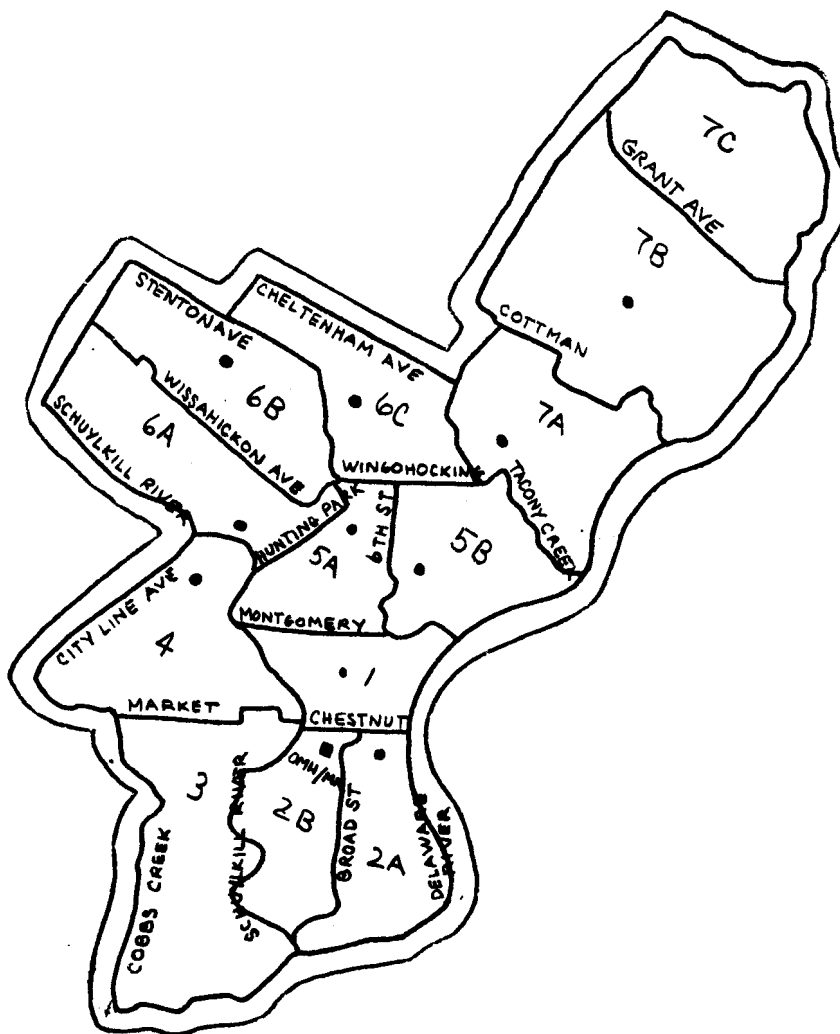 7C
GRANT AVE
7B
COTTMAN
STENTON AVE
CHELTENHAM AVE
6B
6C
7A
WISSAHICKON AVE
6A
SCHUYLKILL RIVER
WINGOHOCKING
TACONY CREEK
HUNTING PARK
6TH ST
5A
5B
MONTGOMERY
CITY LINE AVE
4
1
MARKET
CHESTNUT
OMH/MR
3
SCHUYLKILL RIVER
2B
BROAD ST
2A
DELAWARE RIVER
COBBS CREEK